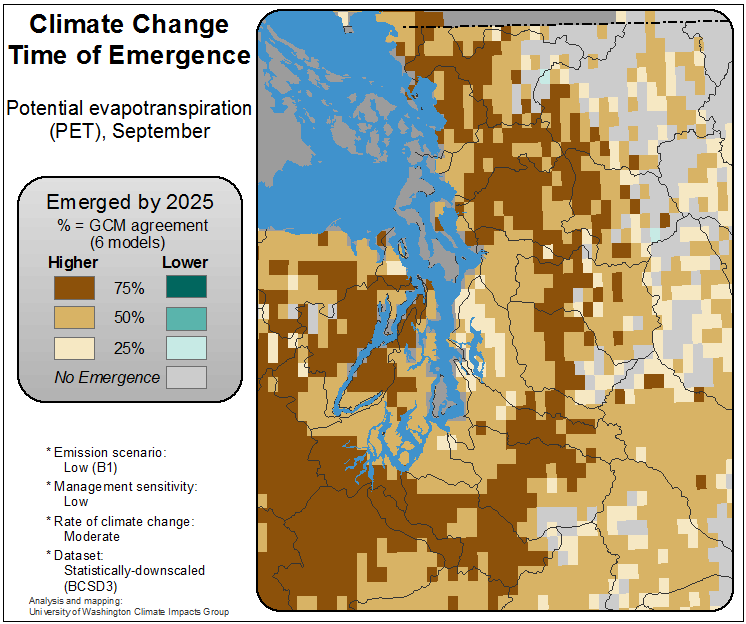 Climate Change
Time of Emergence
Potential evapotranspiration
(PET), September
Emerged by 2025
% = GCM agreement
(6 models)
Higher Lower
75%
50%
25%
No Emergence
* Emission scenario:
Low (B1)
* Management sensitivity:
Low
* Rate of climate change:
Moderate
* Dataset:
Statistically-downscaled
(BCSD3)
Analysis and mapping:
University of Washington Climate Impacts Group